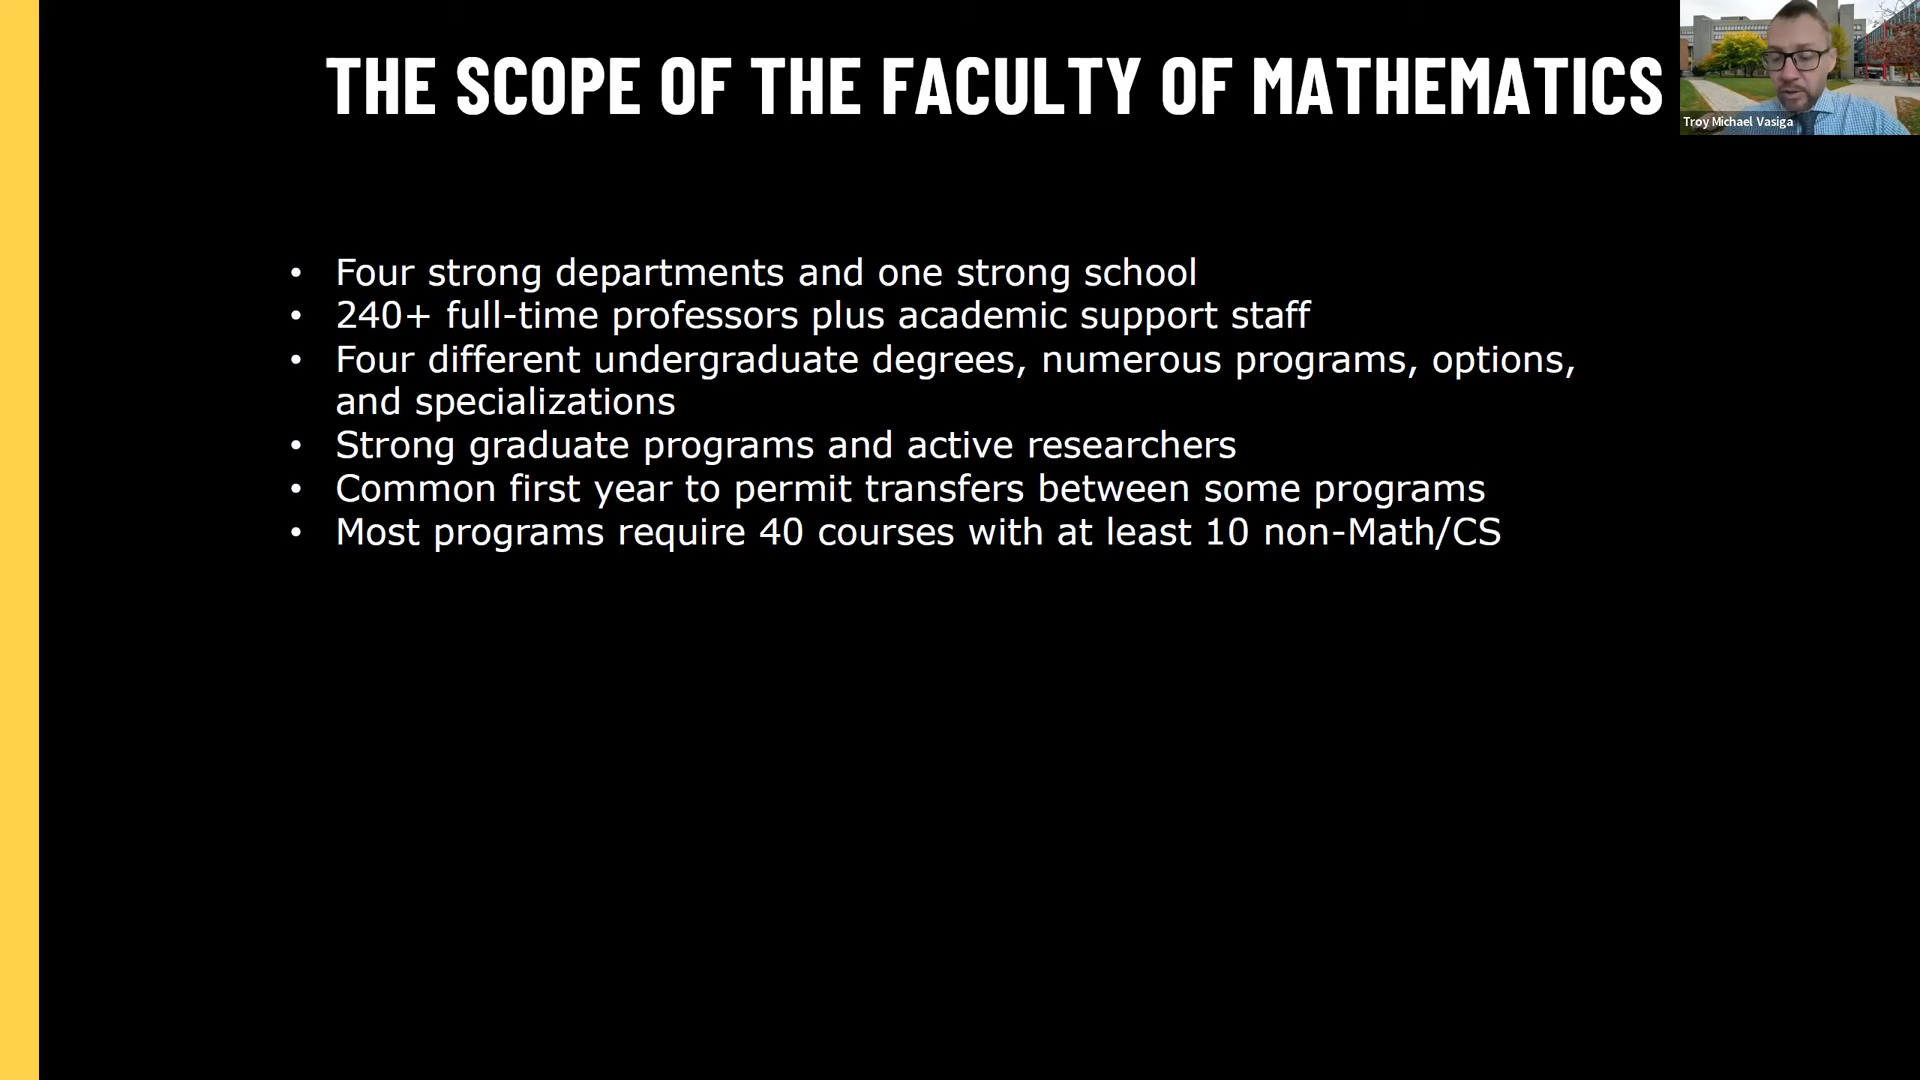 THE SCOPE OF THE FACULTY OF MATHEMATICS
Troy Michael Vasiga
• Four strong departments and one strong school
• 240+ full-time professors plus academic support staff
• Four different undergraduate degrees, numerous programs, options,
and specializations
• Strong graduate programs and active researchers
• Common first year to permit transfers between some programs
• Most programs require 40 courses with at least 10 non-Math/CS